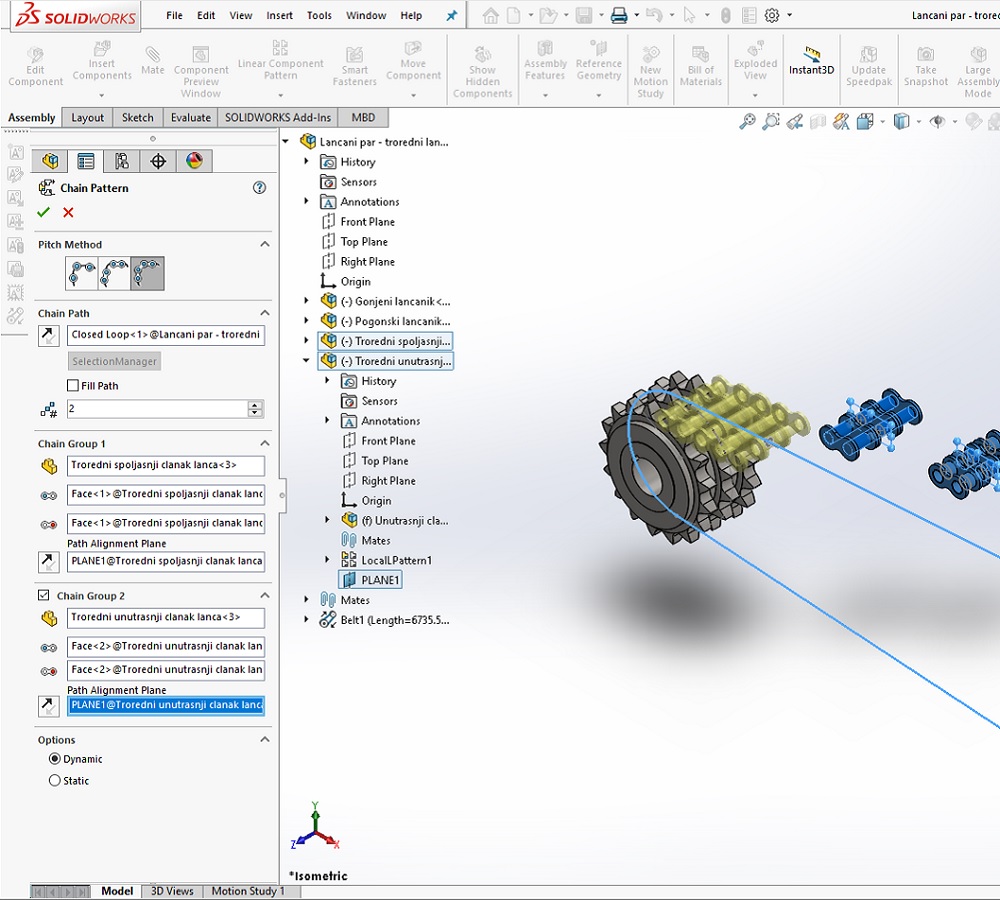 SOLIDWORKS File Edit View Insert Tools Window Help Lancani par - trorec
Edit Component
Insert Components
Mate
Component Preview Window
Linear Component Pattern
Smart Fasteners
Move Component
Show Hidden Components
Assembly Features
Reference Geometry
New Motion Study
Bill of Materials
Exploded View
Instant3D
Update Speedpak
Take Snapshot
Large Assembly Mode
Assembly Layout Sketch Evaluate SOLIDWORKS Add-Ins MBD
Chain Pattern
Pitch Method
Chain Path
Closed Loop<1>@Lancani par - troredni
SelectionManager
Fill Path
2
Chain Group 1
Troredni spoljasnji clanak lanca<3>
Face<1>@Troredni spoljasnji clanak lanc
Face<1>@Troredni spoljasnji clanak lanc
Path Alignment Plane
PLANE1@Troredni spoljasnji clanak lanca
Chain Group 2
Troredni unutrasnji clanak lanca<3>
Face<2>@Troredni unutrasnji clanak lan
Face<2>@Troredni unutrasnji clanak lan
Path Alignment Plane
PLANE1@Troredni unutrasnji clanak lanca
Options
Dynamic
Static
Lancani par - troredni lan...
History
Sensors
Annotations
Front Plane
Top Plane
Right Plane
Origin
(-) Gonjeni lancanik<...
(-) Pogonski lancanik...
(-) Troredni spoljasnji...
(-) Troredni unutrasnj...
History
Sensors
Annotations
Front Plane
Top Plane
Right Plane
Origin
(f) Unutrasnji cla...
Mates
LocalLPattern1
PLANE1
Mates
Belt1 (Length=6735.5...
Y
Z
X
*Isometric
Model 3D Views Motion Study 1